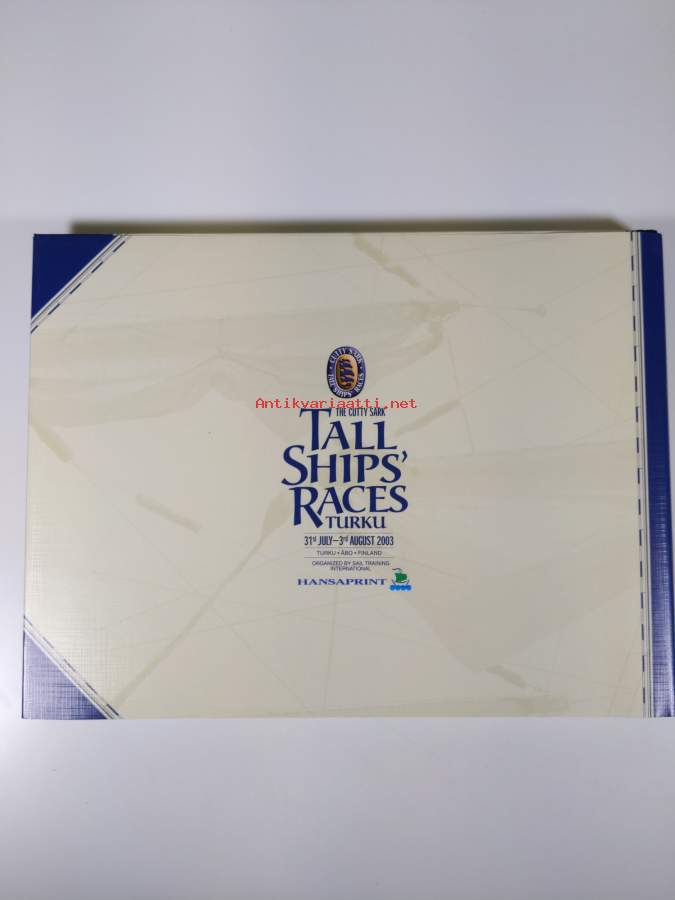 CUTTY SARK
TALL SHIPS' RACES
Antikvariaatti.net
THE CUTTY SARK
TALL
SHIPS'
RACES
TURKU
31st JULY–3rd AUGUST 2003
TURKU • ÅBO • FINLAND
ORGANIZED BY SAIL TRAINING
INTERNATIONAL
HANSAPRINT